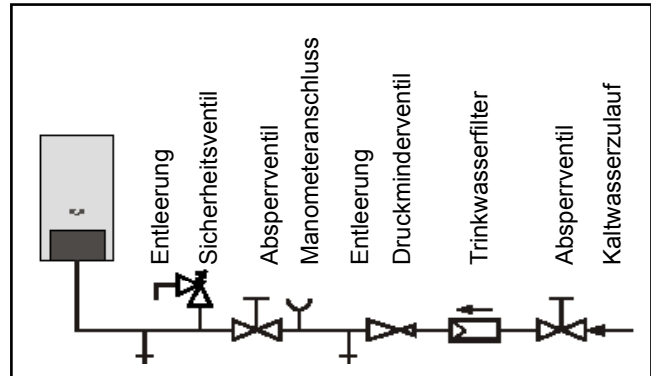 Entleerung
Sicherheitsventil
Absperrventil
Manometeranschluss
Entleerung
Druckminderventil
Trinkwasserfilter
Absperrventil
Kaltwasserzulauf